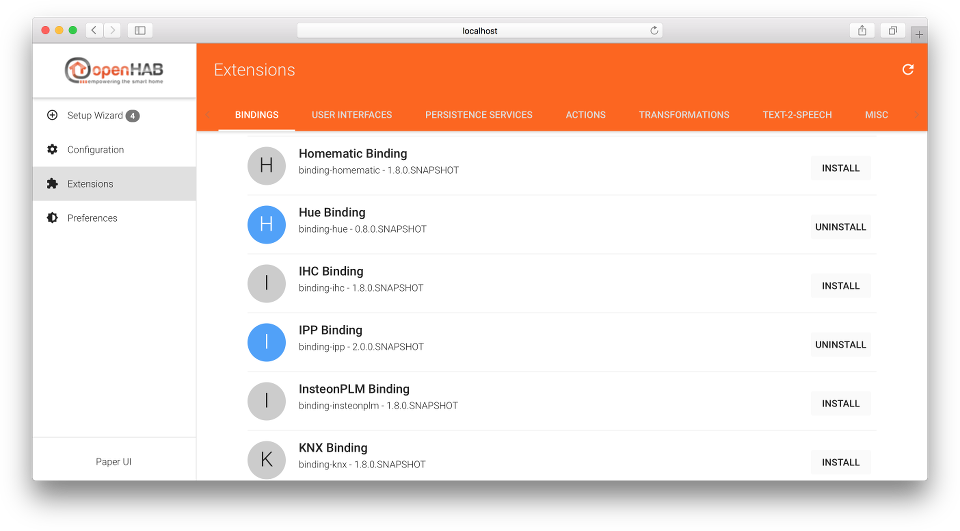 localhost
openHAB
empowering the smart home
Extensions
BINDINGS USER INTERFACES PERSISTENCE SERVICES ACTIONS TRANSFORMATIONS TEXT-2-SPEECH MISC
Setup Wizard 4
Configuration
Extensions
Preferences
Paper UI
H Homematic Binding
binding-homematic - 1.8.0.SNAPSHOT
INSTALL
H Hue Binding
binding-hue - 0.8.0.SNAPSHOT
UNINSTALL
I IHC Binding
binding-ihc - 1.8.0.SNAPSHOT
INSTALL
I IPP Binding
binding-ipp - 2.0.0.SNAPSHOT
UNINSTALL
I InsteonPLM Binding
binding-insteonplm - 1.8.0.SNAPSHOT
INSTALL
K KNX Binding
binding-knx - 1.8.0.SNAPSHOT
INSTALL